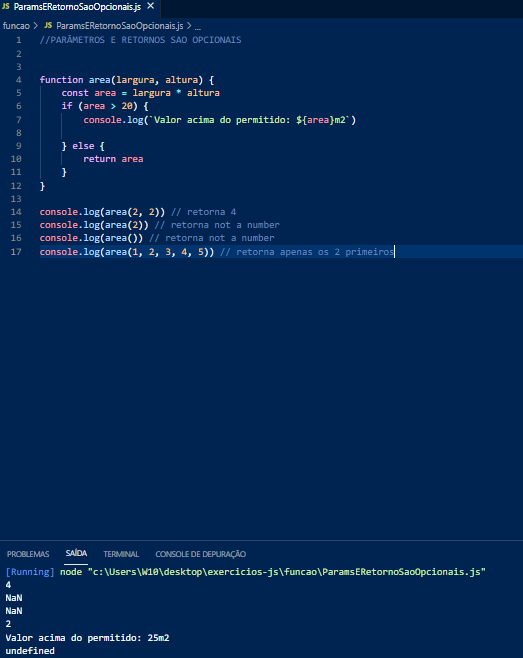 JS ParamsERetornoSaoOpcionais.js ×
funcao > JS ParamsERetornoSaoOpcionais.js > ...
1 //PARÂMETROS E RETORNOS SAO OPCIONAIS
2
3
4 function area(largura, altura) {
5 const area = largura * altura
6 if (area > 20) {
7 console.log(`Valor acima do permitido: ${area}m2`)
8
9 } else {
10 return area
11 }
12 }
13
14 console.log(area(2, 2)) // retorna 4
15 console.log(area(2)) // retorna not a number
16 console.log(area()) // retorna not a number
17 console.log(area(1, 2, 3, 4, 5)) // retorna apenas os 2 primeiros
PROBLEMAS SAÍDA TERMINAL CONSOLE DE DEPURAÇÃO
[Running] node "c:\Users\W10\desktop\exercicios-js\funcao\ParamsERetornoSaoOpcionais.js"
4
NaN
NaN
2
Valor acima do permitido: 25m2
undefined